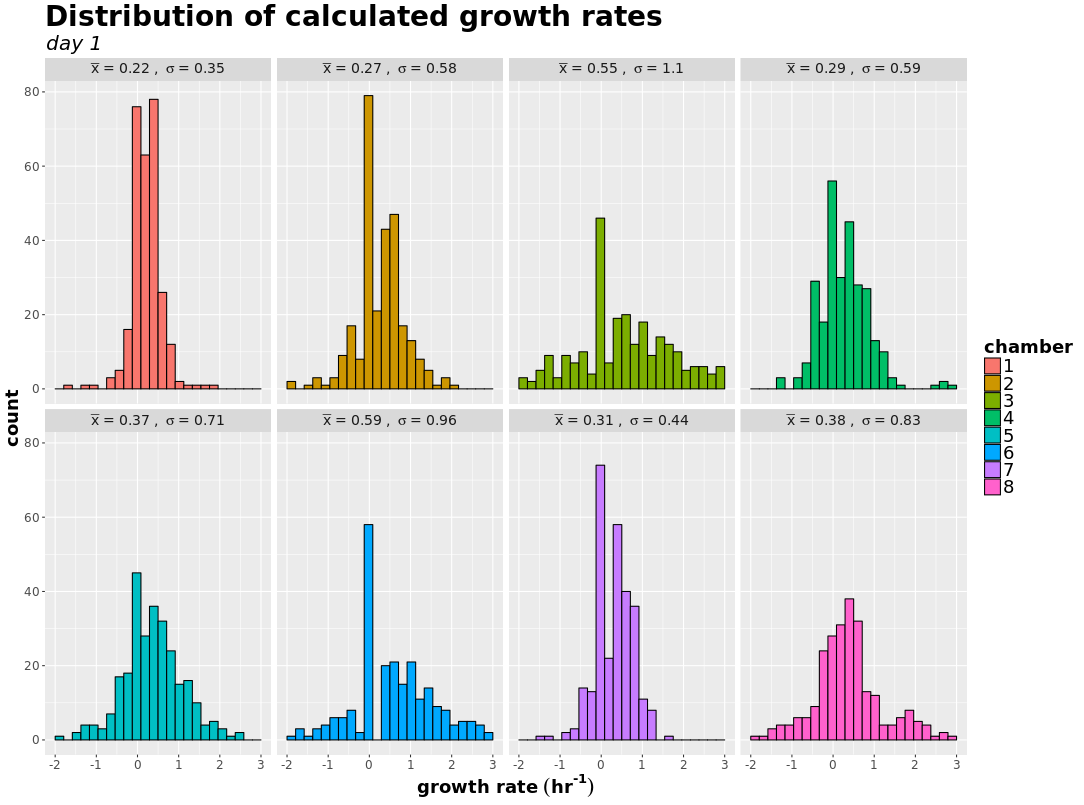 Distribution of calculated growth rates
day 1
x̅ = 0.22 , σ = 0.35
x̅ = 0.27 , σ = 0.58
x̅ = 0.55 , σ = 1.1
x̅ = 0.29 , σ = 0.59
80
60
40
20
0
x̅ = 0.37 , σ = 0.71
x̅ = 0.59 , σ = 0.96
x̅ = 0.31 , σ = 0.44
x̅ = 0.38 , σ = 0.83
80
60
40
20
0
-2 -1 0 1 2 3
-2 -1 0 1 2 3
-2 -1 0 1 2 3
-2 -1 0 1 2 3
count
growth rate (hr⁻¹)
chamber
1
2
3
4
5
6
7
8